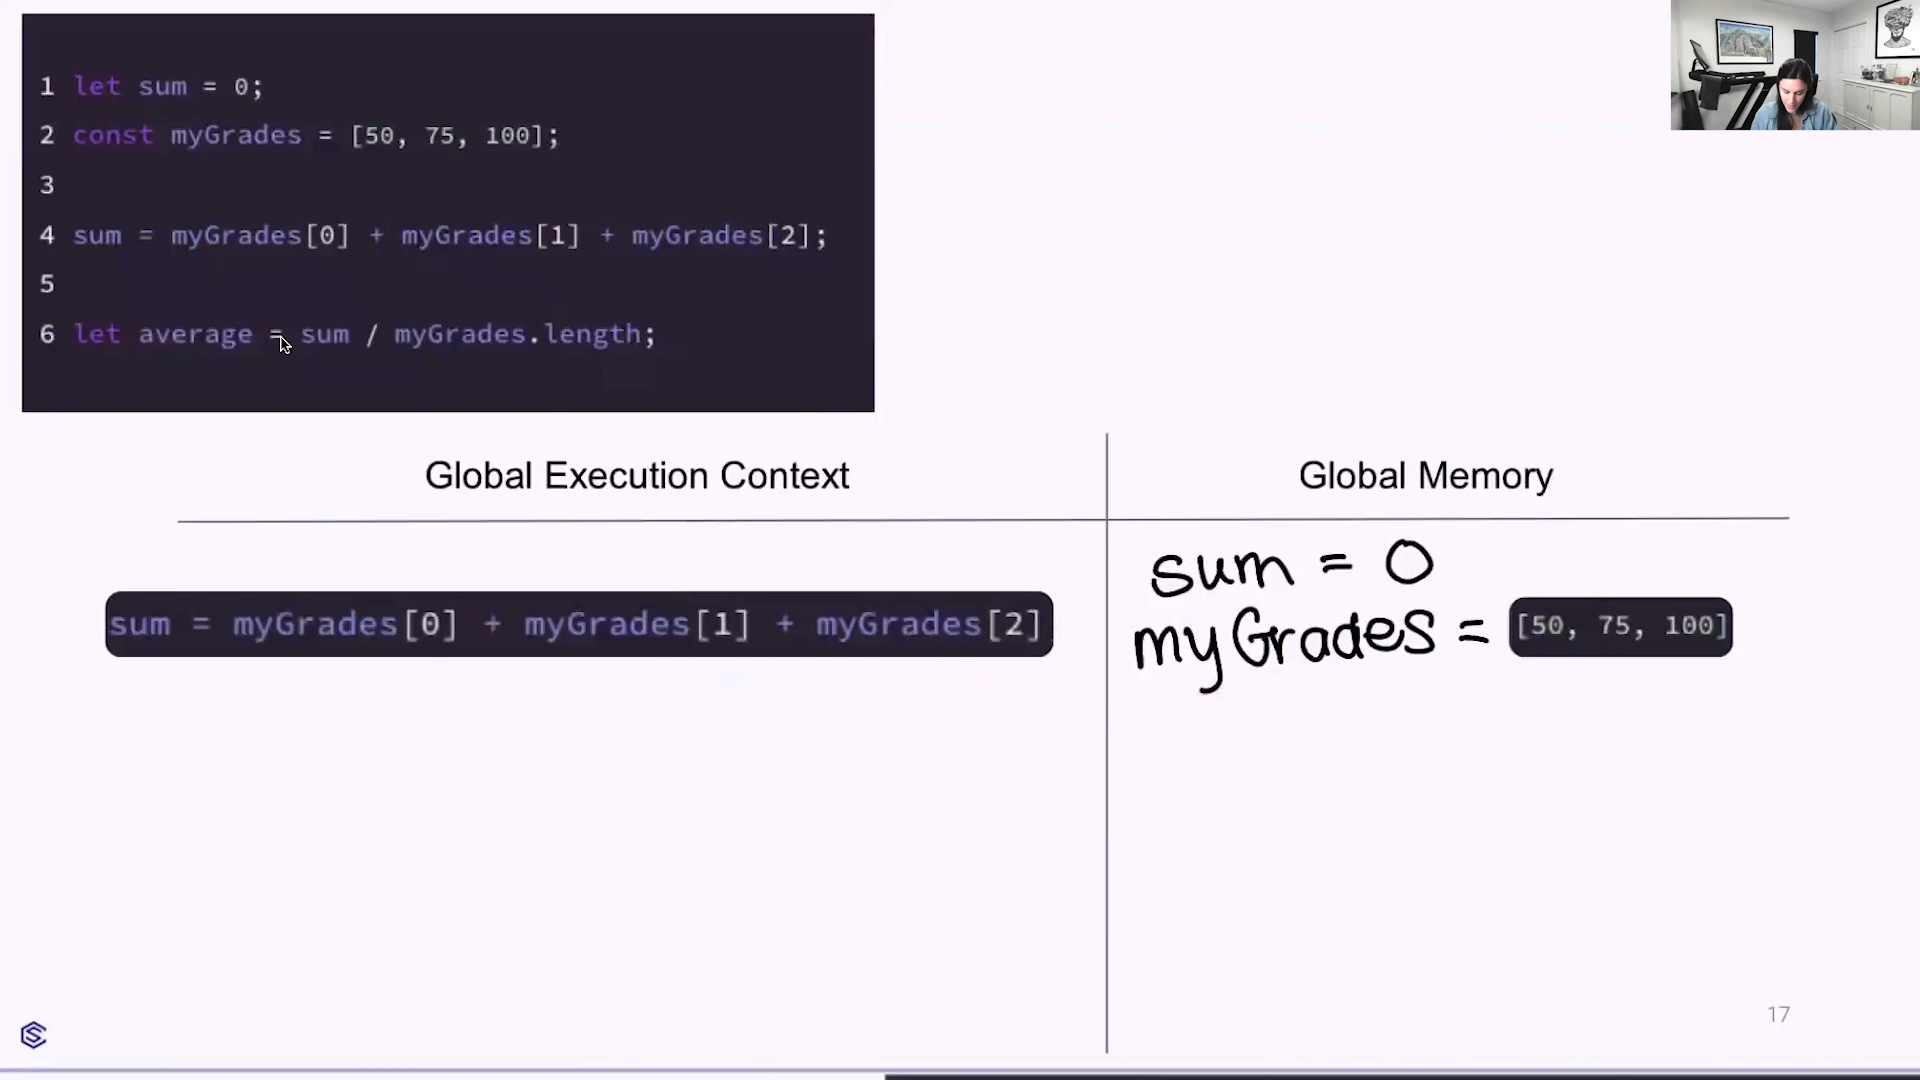 1 let sum = 0;
2 const myGrades = [50, 75, 100];
3
4 sum = myGrades[0] + myGrades[1] + myGrades[2];
5
6 let average = sum / myGrades.length;
Global Execution Context
Global Memory
sum = myGrades[0] + myGrades[1] + myGrades[2]
sum = 0
myGrades = [50, 75, 100]
17